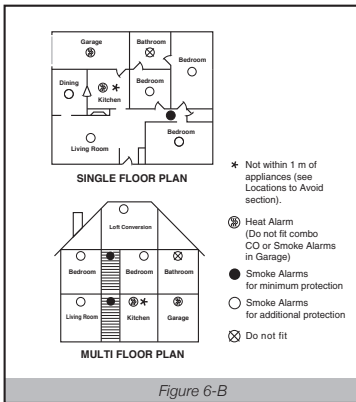 Garage
Bathroom
Bedroom
Dining
Kitchen
*
Bedroom
Living Room
Bedroom
SINGLE FLOOR PLAN
* Not within 1 m of
appliances (see
Locations to Avoid
section).
Heat Alarm
(Do not fit combo
CO or Smoke Alarms
in Garage)
Smoke Alarms
for minimum protection
Smoke Alarms
for additional protection
Do not fit
Loft Conversion
Bedroom
Bedroom
Bathroom
Living Room
*
Kitchen
Garage
MULTI FLOOR PLAN
Figure 6-B